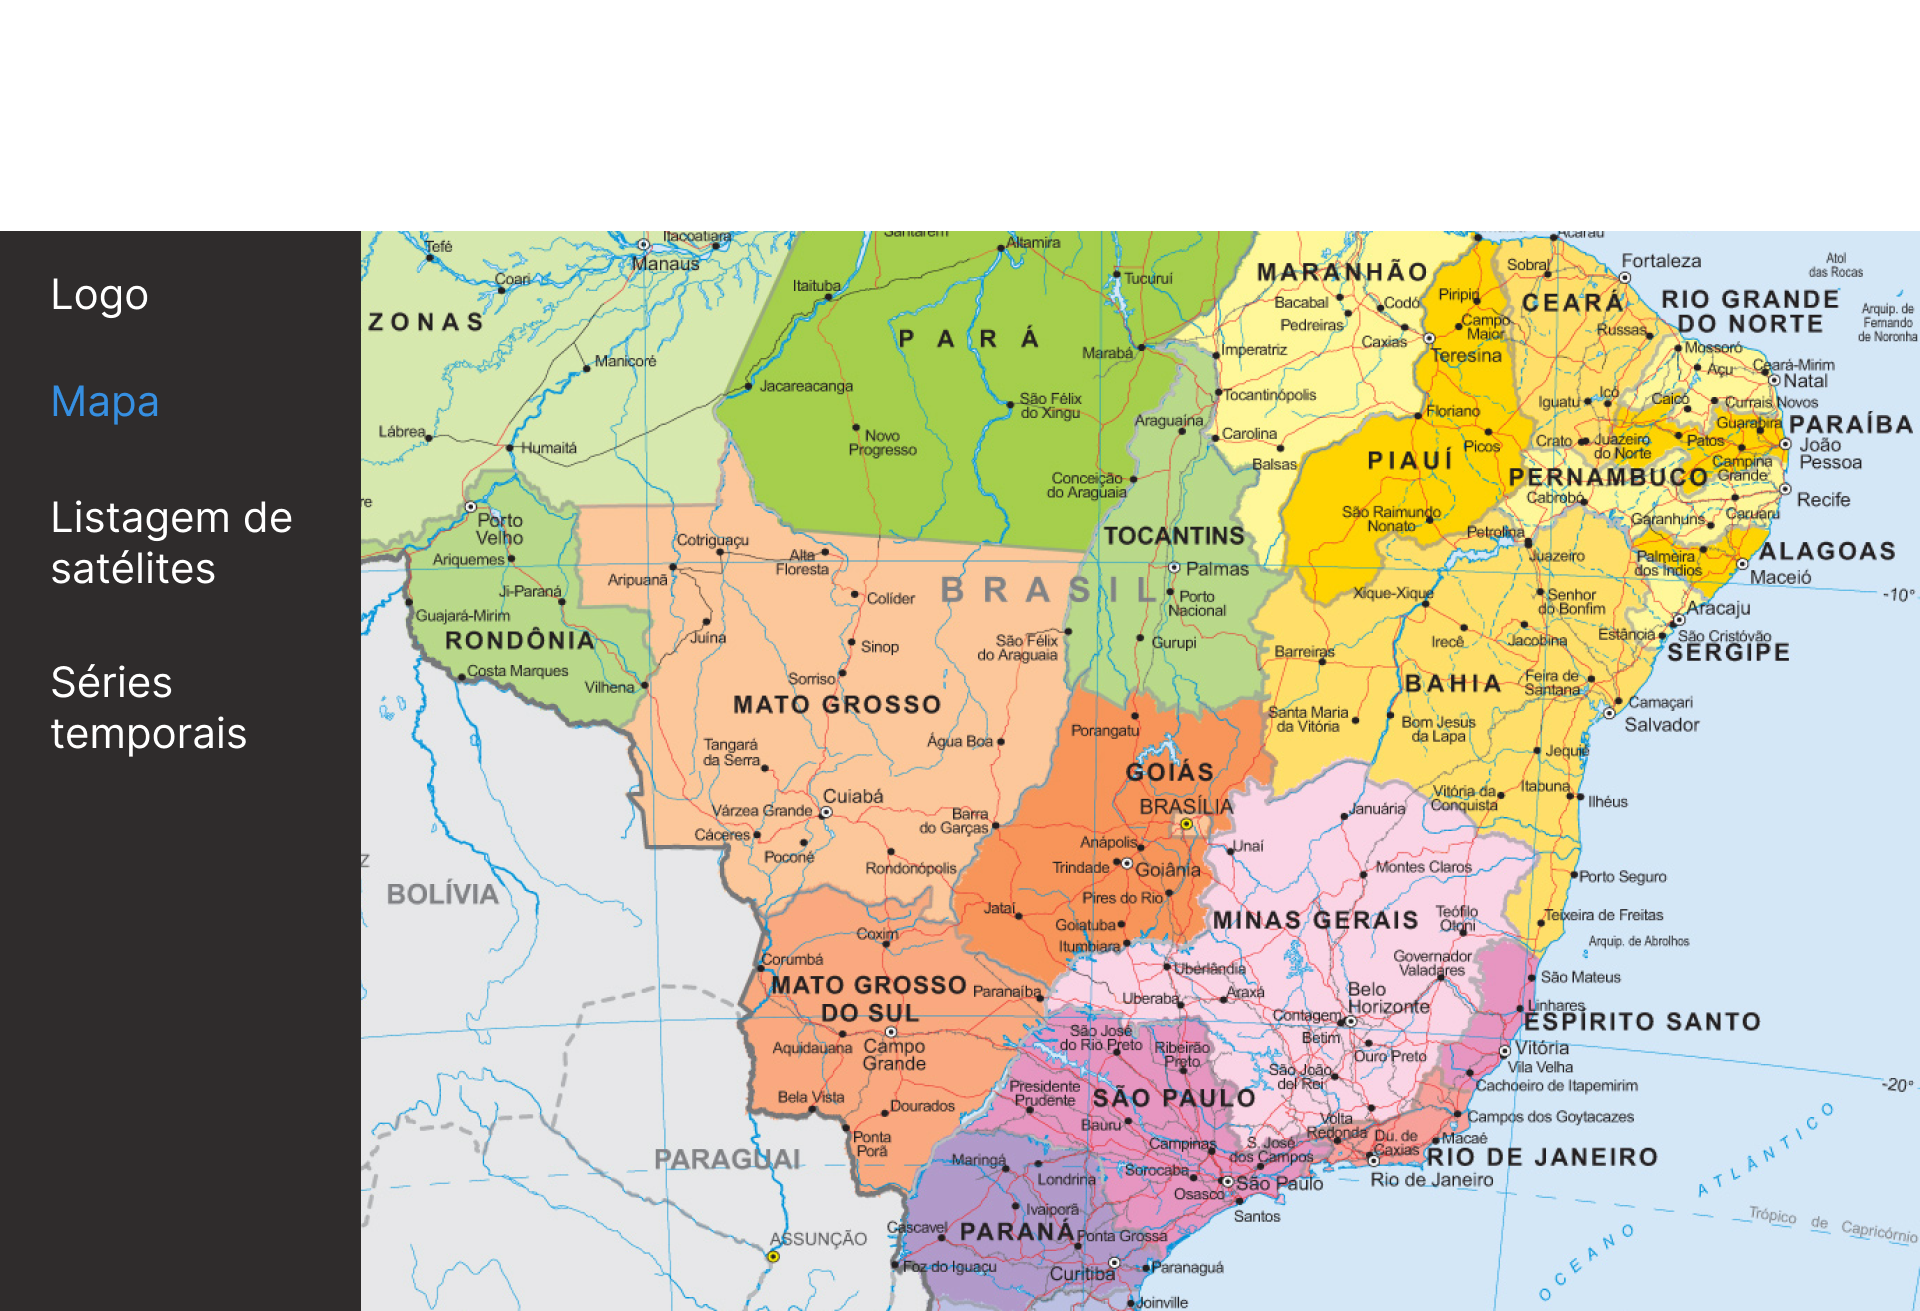 Logo
Mapa
Listagem de
satélites
Séries
temporais
Tefé
Itacoatiara
Manaus
Coari
ZONAS
Manicoré
Lábrea
Humaitá
Santarém
Altamira
Itaituba
Tucuruí
PARÁ
Marabá
Jacareacanga
São Félix
do Xingu
Novo
Progresso
Conceição
do Araguaia
MARANHÃO
Bacabal
Codó
Pedreiras
Caxias
Imperatriz
Tocantinópolis
Araguaína
Carolina
Balsas
Piripiri
Campo
Maior
Teresina
Floriano
Picos
PIAUÍ
São Raimundo
Nonato
Acaraú
Sobral
Fortaleza
CEARÁ
Russas
Iguatu
Icó
Crato
Juazeiro
do Norte
RIO GRANDE
DO NORTE
Mossoró
Açu
Ceará-Mirim
Natal
Caicó
Currais Novos
Atol
das Rocas
Arquip. de
Fernando
de Noronha
Guarabira
PARAÍBA
Patos
João
Pessoa
Campina
Grande
PERNAMBUCO
Cabrobó
Recife
Caruaru
Garanhuns
Petrolina
Juazeiro
Palmeira
dos Índios
ALAGOAS
Maceió
-10°
Aracaju
Estância
São Cristóvão
SERGIPE
Porto
Velho
Ariquemes
Ji-Paraná
Guajará-Mirim
RONDÔNIA
Costa Marques
Vilhena
Cotriguaçu
Alta
Floresta
Aripuanã
Colíder
Juína
Sinop
Sorriso
MATO GROSSO
São Félix
do Araguaia
Tangará
da Serra
Água Boa
Várzea Grande
Cuiabá
Cáceres
Barra
do Garças
Poconé
Rondonópolis
BRASIL
TOCANTINS
Palmas
Porto
Nacional
Gurupi
Xique-Xique
Senhor
do Bonfim
Irecê
Jacobina
Barreiras
BAHIA
Feira de
Santana
Camaçari
Salvador
Santa Maria
da Vitória
Bom Jesus
da Lapa
Jequié
Vitória da
Conquista
Itabuna
Ilhéus
Porto Seguro
Teixeira de Freitas
Arquip. de Abrolhos
Porangatu
GOIÁS
BRASÍLIA
Anápolis
Trindade
Goiânia
Pires do Rio
Jataí
Goiatuba
Itumbiara
Januária
Unaí
Montes Claros
MINAS GERAIS
Teófilo
Otoni
Governador
Valadares
Uberlândia
Uberaba
Araxá
Belo
Horizonte
Contagem
Betim
Ouro Preto
São João
del Rei
São Mateus
Linhares
ESPÍRITO SANTO
Vitória
Vila Velha
Cachoeiro de Itapemirim
BOLÍVIA
Coxim
Corumbá
MATO GROSSO
DO SUL
Paranaíba
Aquidauana
Campo
Grande
Bela Vista
Dourados
Ponta
Porã
PARAGUAI
ASSUNÇÃO
São José
do Rio Preto
Ribeirão
Preto
Presidente
Prudente
SÃO PAULO
Bauru
Campinas
S. José
dos Campos
Sorocaba
Osasco
São Paulo
Santos
Volta
Redonda
Du. de
Caxias
Campos dos Goytacazes
Macaé
RIO DE JANEIRO
Rio de Janeiro
-20°
Maringá
Londrina
Ivaiporã
Cascavel
PARANÁ
Ponta Grossa
Foz do Iguaçu
Curitiba
Paranaguá
Joinville
OCEANO
ATLÂNTICO
Trópico de Capricórnio